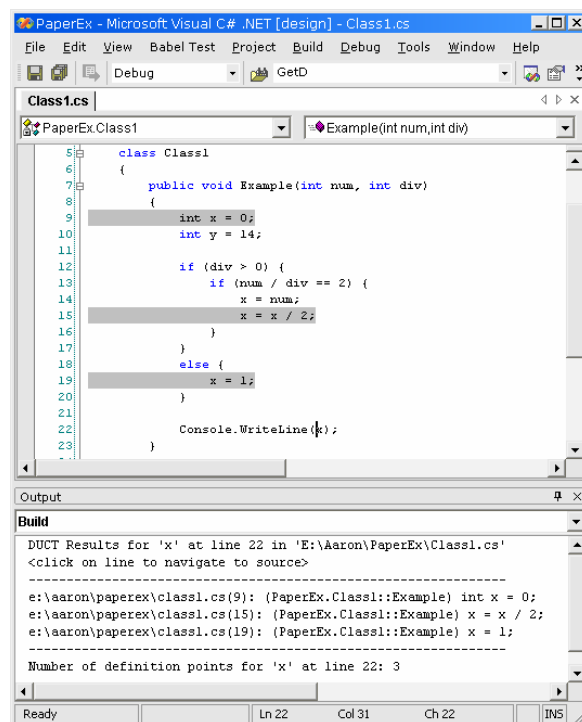 PaperEx - Microsoft Visual C# .NET [design] - Class1.cs
File Edit View Babel Test Project Build Debug Tools Window Help
Debug GetD
Class1.cs
PaperEx.Class1 Example(int num,int div)
5 class Class1
6 {
7 public void Example(int num, int div)
8 {
9 int x = 0;
10 int y = 14;
11
12 if (div > 0) {
13 if (num / div == 2) {
14 x = num;
15 x = x / 2;
16 }
17 }
18 else {
19 x = 1;
20 }
21
22 Console.WriteLine(x);
23 }
Output
Build
DUCT Results for 'x' at line 22 in 'E:\Aaron\PaperEx\Class1.cs'
<click on line to navigate to source>
------------------------------------------------------------
e:\aaron\paperex\class1.cs(9): (PaperEx.Class1::Example) int x = 0;
e:\aaron\paperex\class1.cs(15): (PaperEx.Class1::Example) x = x / 2;
e:\aaron\paperex\class1.cs(19): (PaperEx.Class1::Example) x = 1;
------------------------------------------------------------
Number of definition points for 'x' at line 22: 3
Ready Ln 22 Col 31 Ch 22 INS